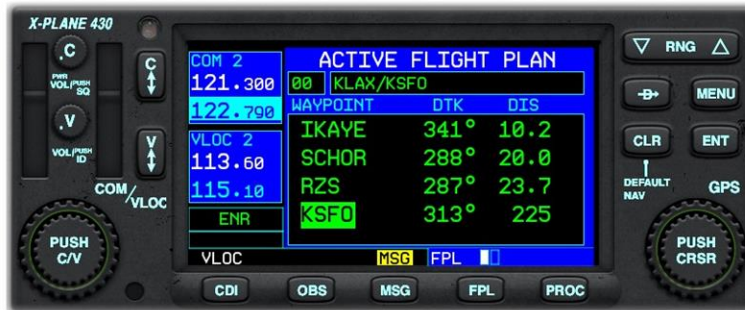 X-PLANE 430
.C
PWR
VOL/PUSH SQ
.V
VOL/PUSH ID
C
V
COM/VLOC
PUSH C/V
COM 2
121.300
122.790
VLOC 2
113.60
115.10
ENR
VLOC
ACTIVE FLIGHT PLAN
00 KLAX/KSFO
WAYPOINT DTK DIS
IKAYE 341° 10.2
SCHOR 288° 20.0
RZS 287° 23.7
KSFO 313° 225
MSG FPL
RNG
D
MENU
CLR
ENT
DEFAULT NAV
GPS
PUSH CRSR
CDI
OBS
MSG
FPL
PROC